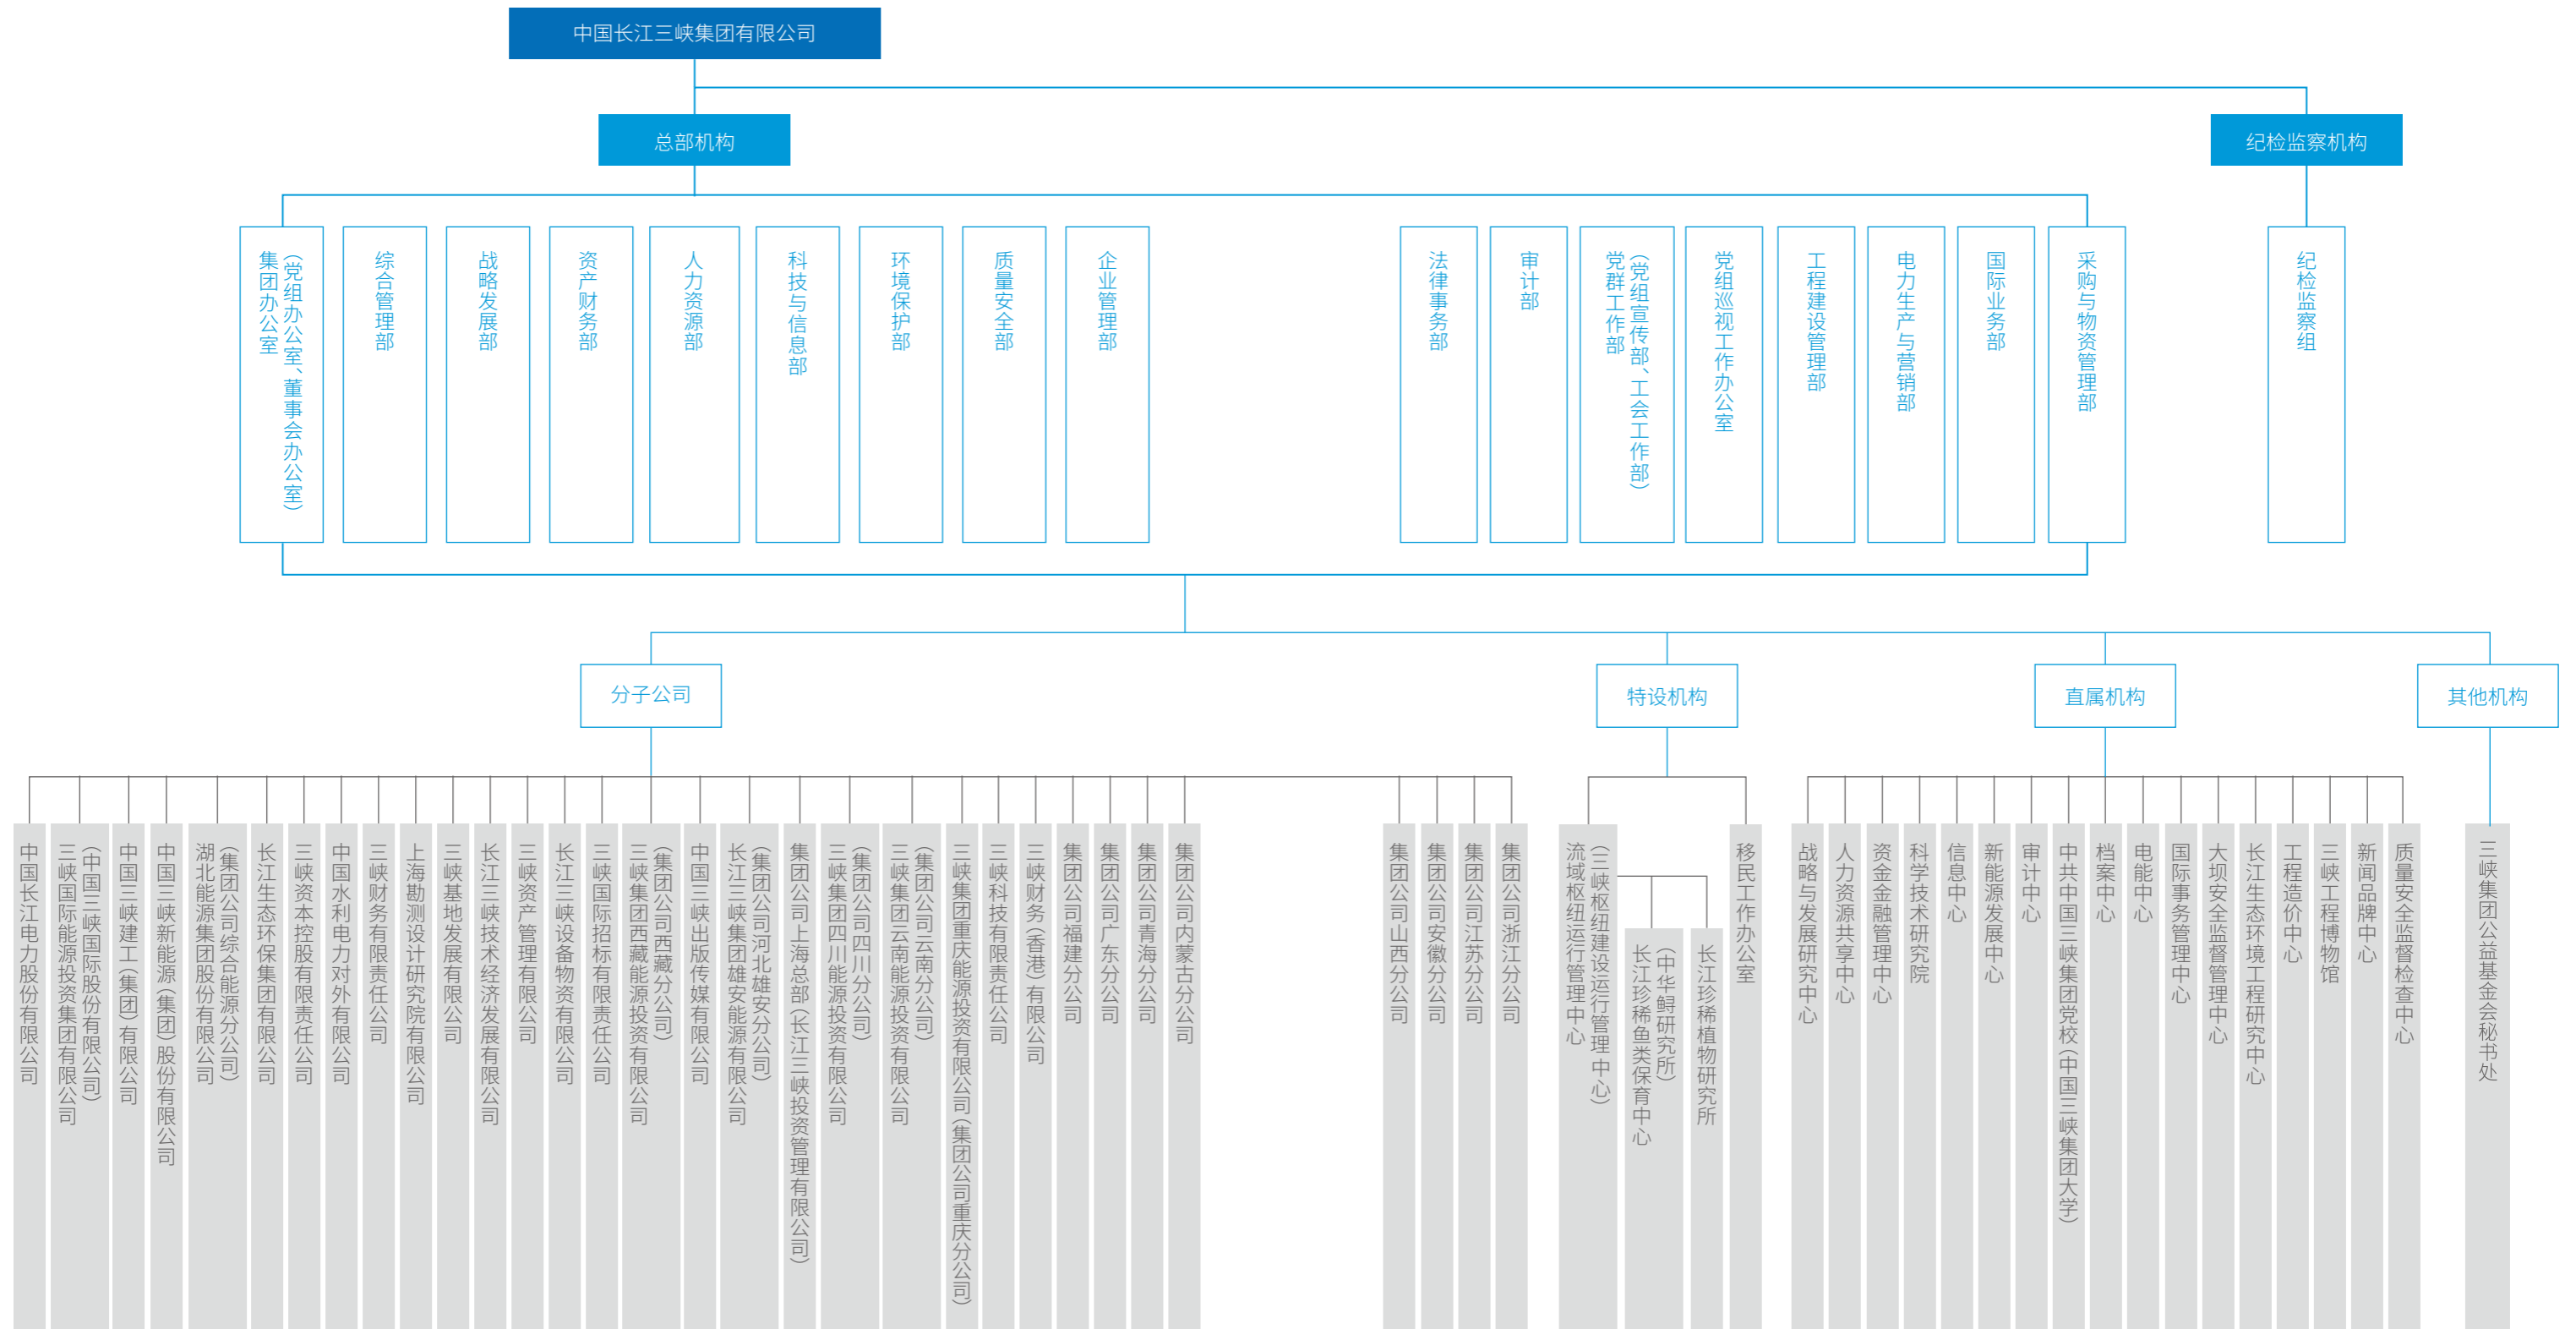 中国长江三峡集团有限公司
总部机构
纪检监察机构
集团办公室
（党组办公室、董事会办公室）
综合管理部
战略发展部
资产财务部
人力资源部
科技与信息部
环境保护部
质量安全部
企业管理部
法律事务部
审计部
党群工作部
（党组宣传部、工会工作部）
党组巡视工作办公室
工程建设管理部
电力生产与营销部
国际业务部
采购与物资管理部
纪检监察组
分子公司
特设机构
直属机构
其他机构
中国长江电力股份有限公司
三峡国际能源投资集团有限公司
（中国三峡国际股份有限公司）
中国三峡建工（集团）有限公司
中国三峡新能源（集团）股份有限公司
湖北能源集团股份有限公司
（集团公司综合能源分公司）
长江生态环保集团有限公司
三峡资本控股有限责任公司
中国水利电力对外有限公司
三峡财务有限责任公司
上海勘测设计研究院有限公司
三峡基地发展有限公司
长江三峡技术经济发展有限公司
三峡资产管理有限公司
长江三峡设备物资有限公司
三峡国际招标有限责任公司
三峡集团西藏能源投资有限公司
（集团公司西藏分公司）
中国三峡出版传媒有限公司
长江三峡集团雄安能源有限公司
（集团公司河北雄安分公司）
集团公司上海总部（长江三峡投资管理有限公司）
三峡集团四川能源投资有限公司
（集团公司四川分公司）
三峡集团云南能源投资有限公司
（集团公司云南分公司）
三峡集团重庆能源投资有限公司（集团公司重庆分公司）
三峡科技有限责任公司
三峡财务（香港）有限公司
集团公司福建分公司
集团公司广东分公司
集团公司青海分公司
集团公司内蒙古分公司
集团公司山西分公司
集团公司安徽分公司
集团公司江苏分公司
集团公司浙江分公司
流域枢纽运行管理中心
（三峡枢纽建设运行管理中心）
长江珍稀鱼类保育中心
（中华鲟研究所）
长江珍稀植物研究所
移民工作办公室
战略与发展研究中心
人力资源共享中心
资金金融管理中心
科学技术研究院
信息中心
新能源发展中心
审计中心
中共中国三峡集团党校（中国三峡集团大学）
档案中心
电能中心
国际事务管理中心
大坝安全监督管理中心
长江生态环境工程研究中心
工程造价中心
三峡工程博物馆
新闻品牌中心
质量安全监督检查中心
三峡集团公益基金会秘书处